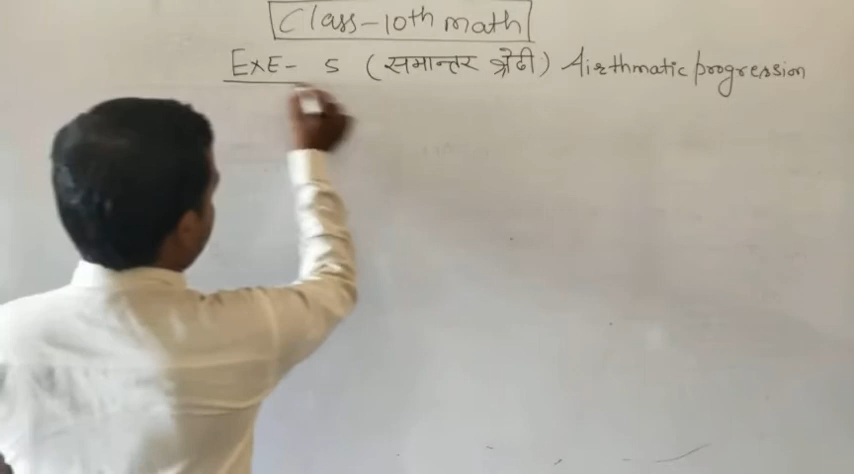 Class-10th math
EXE- 5 (समान्तर श्रेढी) Airthmatic progression